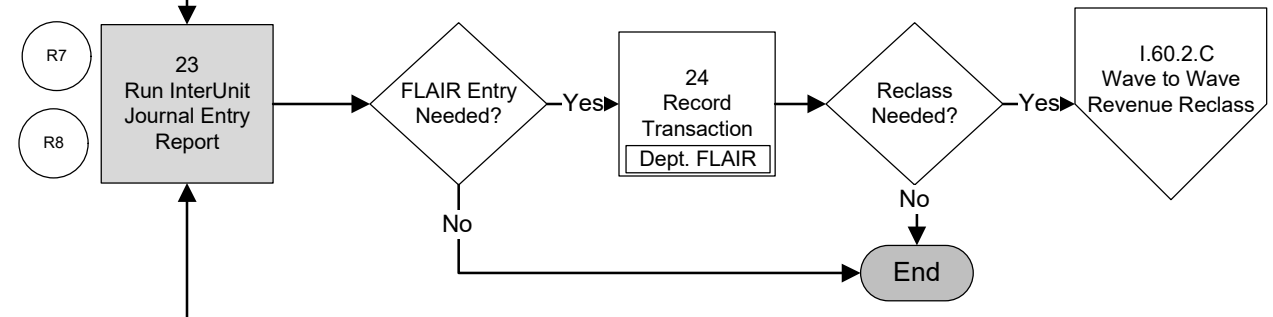 R7
R8
23
Run InterUnit
Journal Entry
Report
FLAIR Entry
Needed?
Yes
No
24
Record
Transaction
Dept. FLAIR
Reclass
Needed?
Yes
No
I.60.2.C
Wave to Wave
Revenue Reclass
End